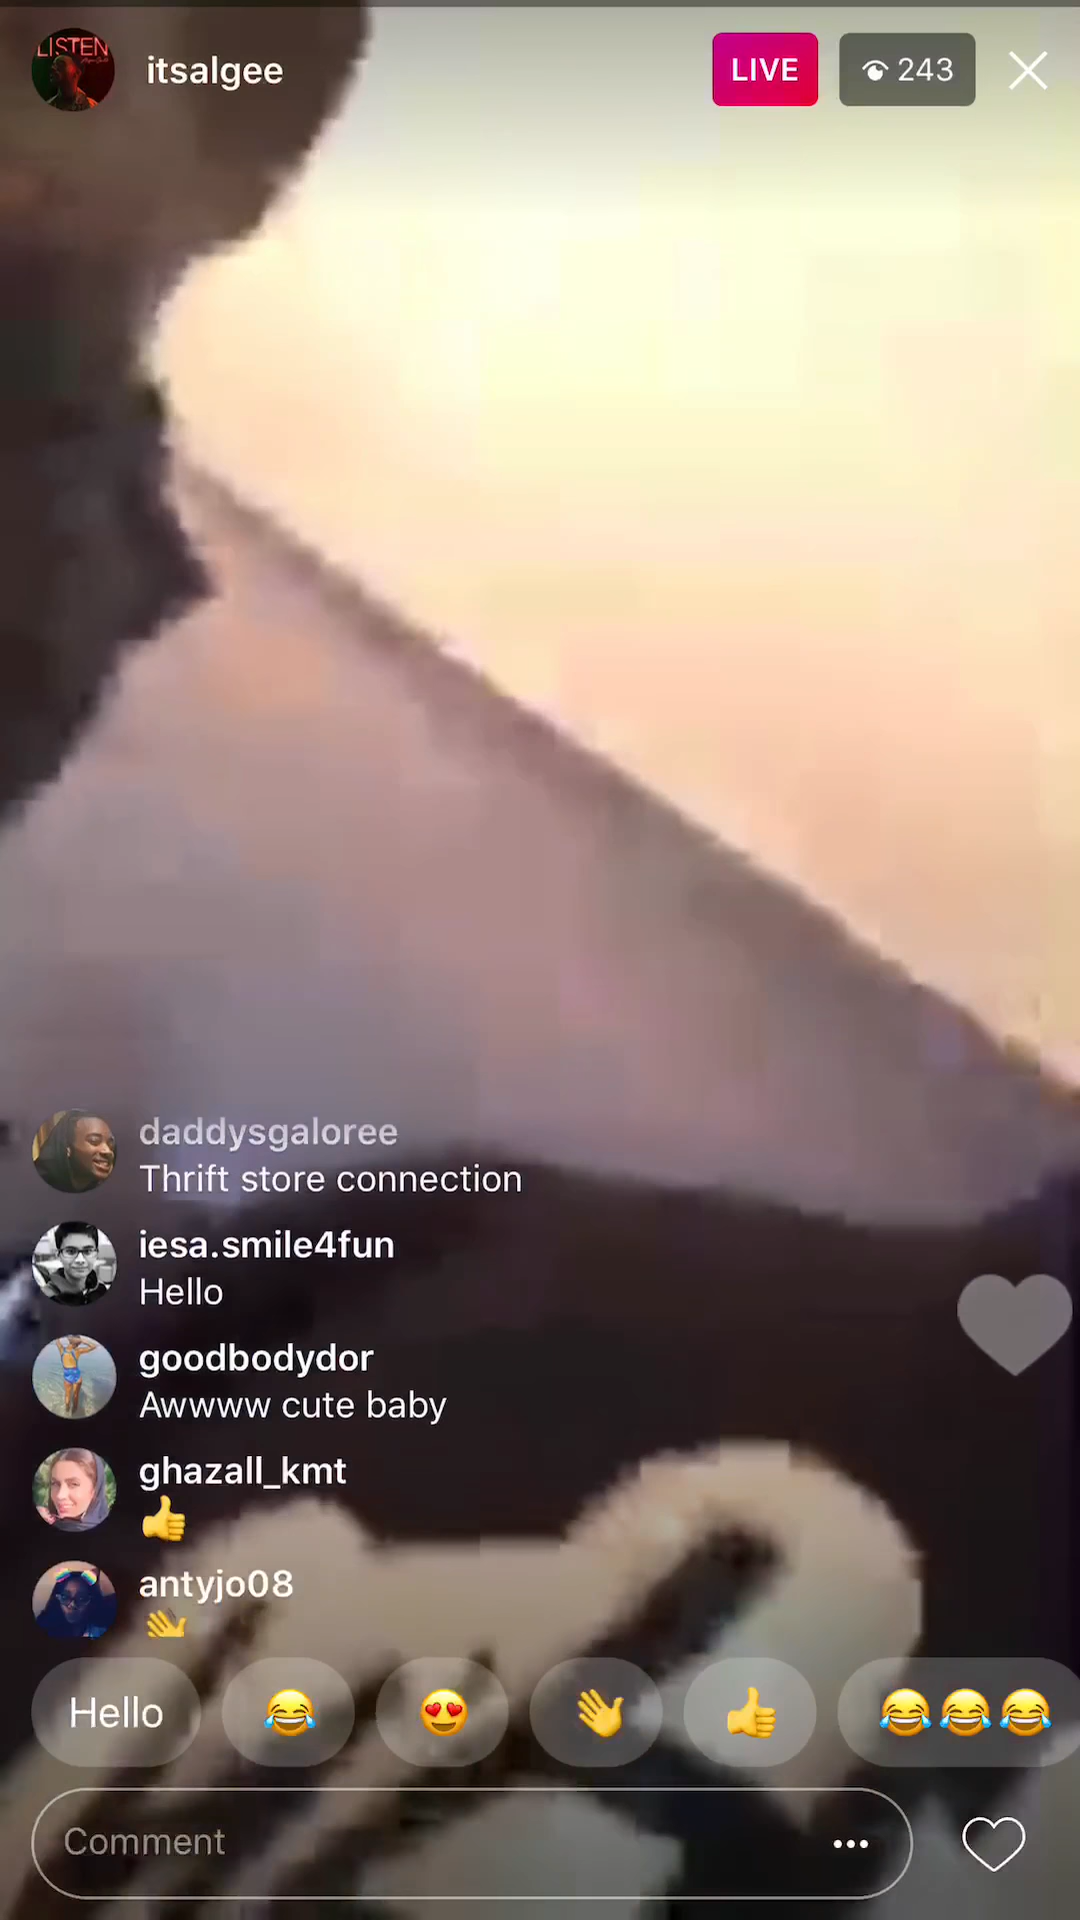 LISTEN
itsalgee
LIVE
243
daddysgaloree
Thrift store connection
iesa.smile4fun
Hello
goodbodydor
Awwww cute baby
ghazall_kmt
👍
antyjo08
👋
Hello 😂 😍 👋 👍 😂😂😂
Comment